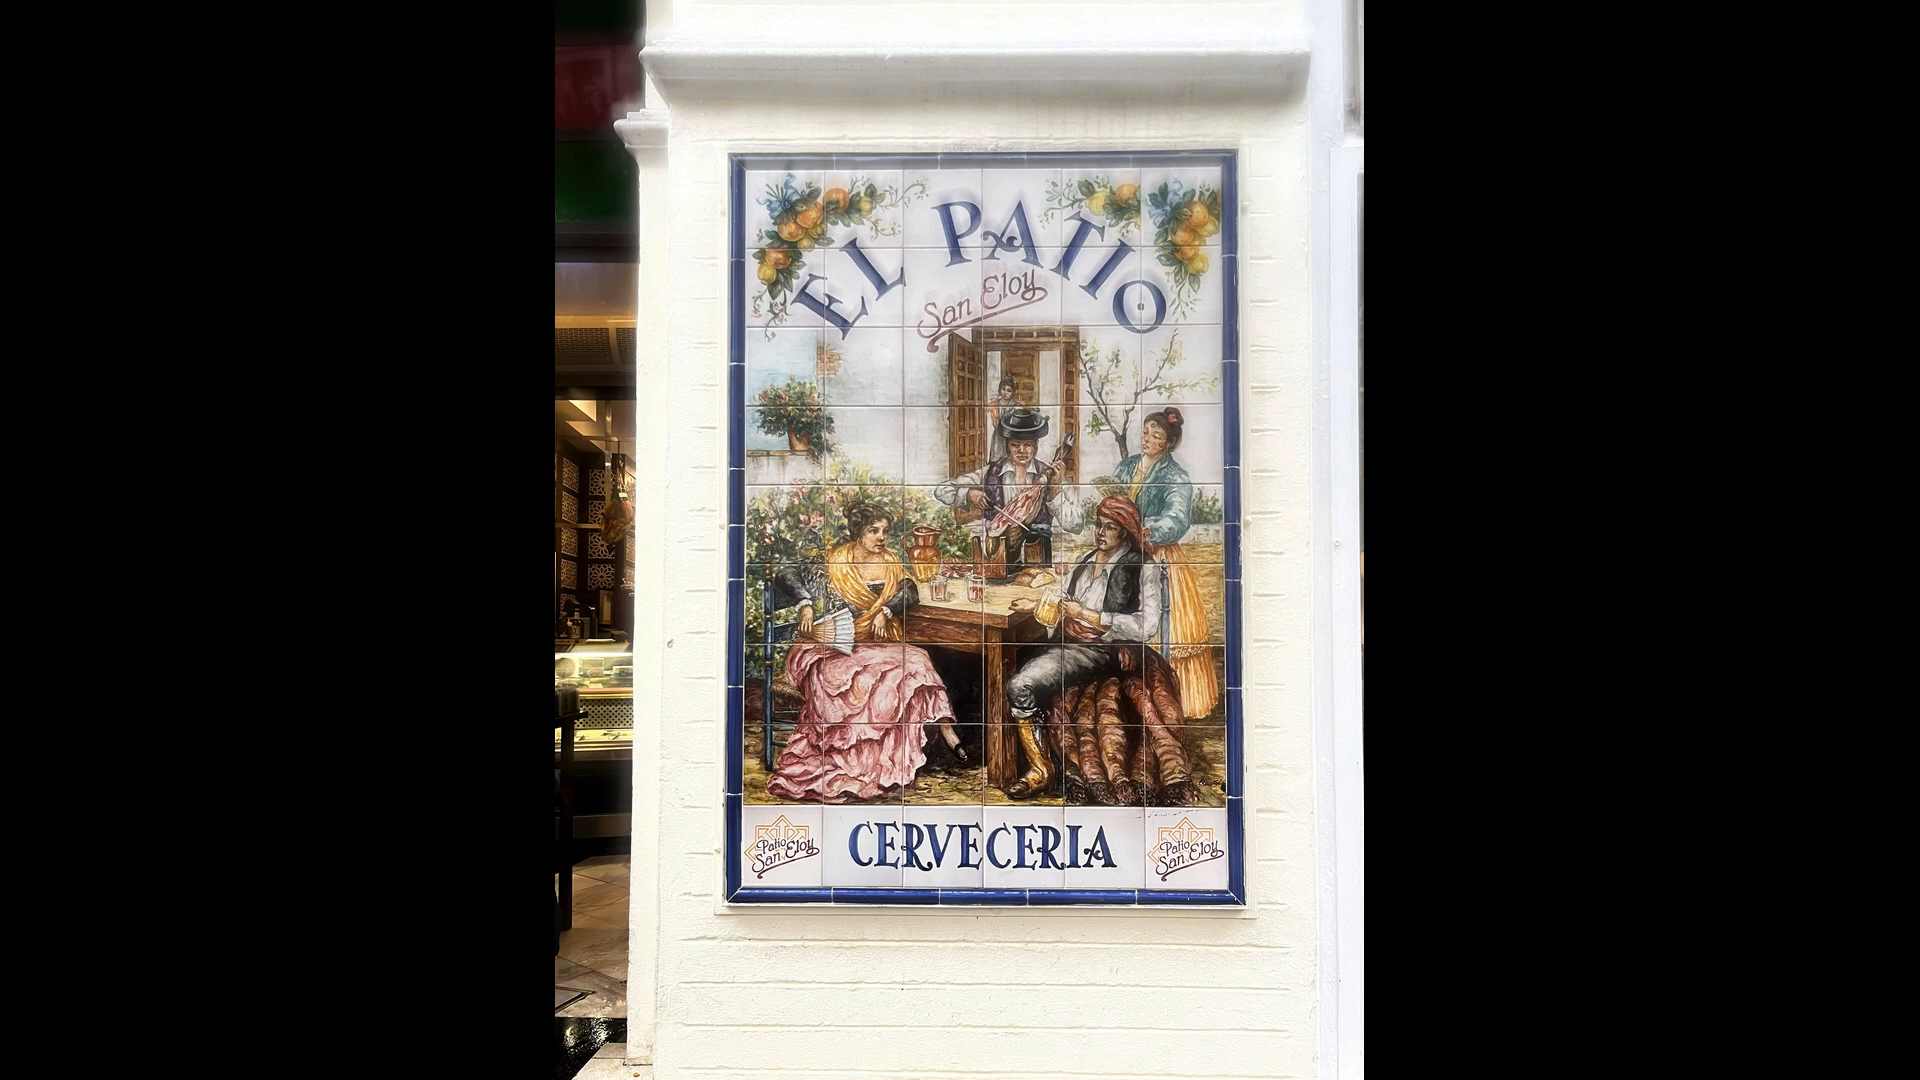 EL PATIO
San Eloy
Patio
San Eloy
CERVECERIA
Patio
San Eloy